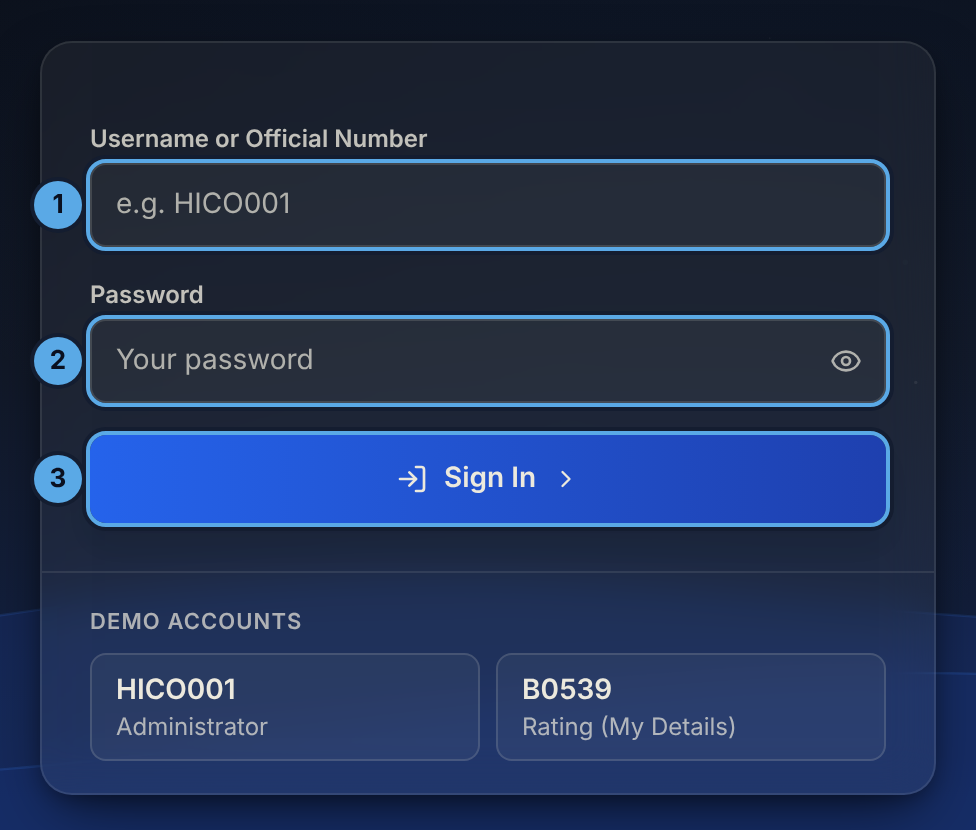 Username or Official Number
1
e.g. HICO001
Password
2
Your password
3
Sign In
DEMO ACCOUNTS
HICO001
Administrator
B0539
Rating (My Details)